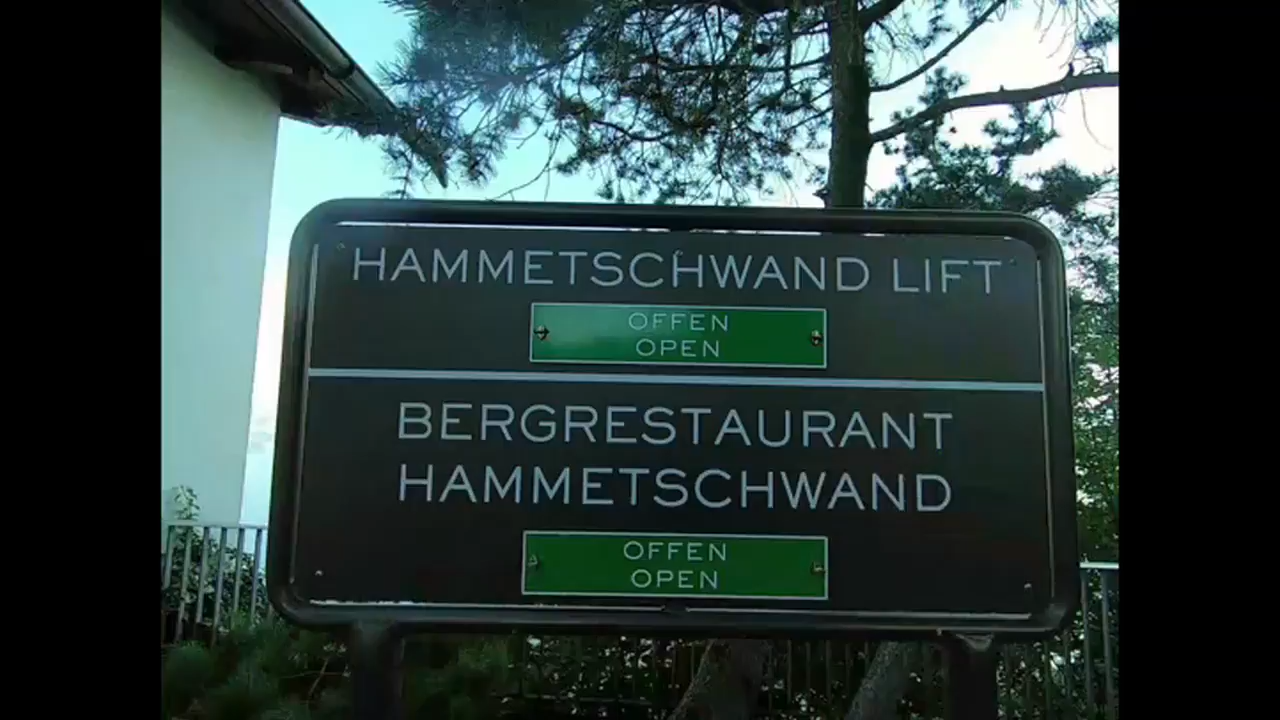 HAMMETSCHWAND LIFT
OFFEN
OPEN
BERGRESTAURANT
HAMMETSCHWAND
OFFEN
OPEN